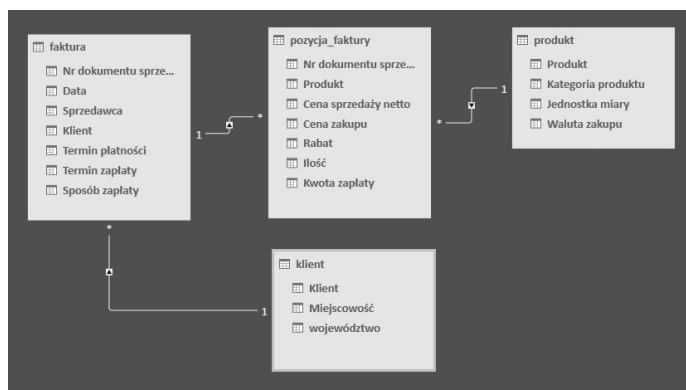 faktura
Nr dokumentu sprze...
Data
Sprzedawca
Klient
Termin płatności
Termin zapłaty
Sposób zapłaty
pozycja_faktury
Nr dokumentu sprze...
Produkt
Cena sprzedaży netto
Cena zakupu
Rabat
Ilość
Kwota zapłaty
produkt
Produkt
Kategoria produktu
Jednostka miary
Waluta zakupu
1
*
*
1
*
1
klient
Klient
Miejscowość
województwo